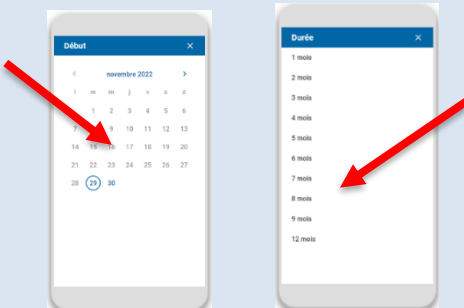 Début ×
< novembre 2022 >
l m m j v s d
1 2 3 4 5 6
7 9 10 11 12 13
14 15 16 17 18 19 20
21 22 23 24 25 26 27
28 29 30
Durée ×
1 mois
2 mois
3 mois
4 mois
5 mois
6 mois
7 mois
8 mois
9 mois
12 mois